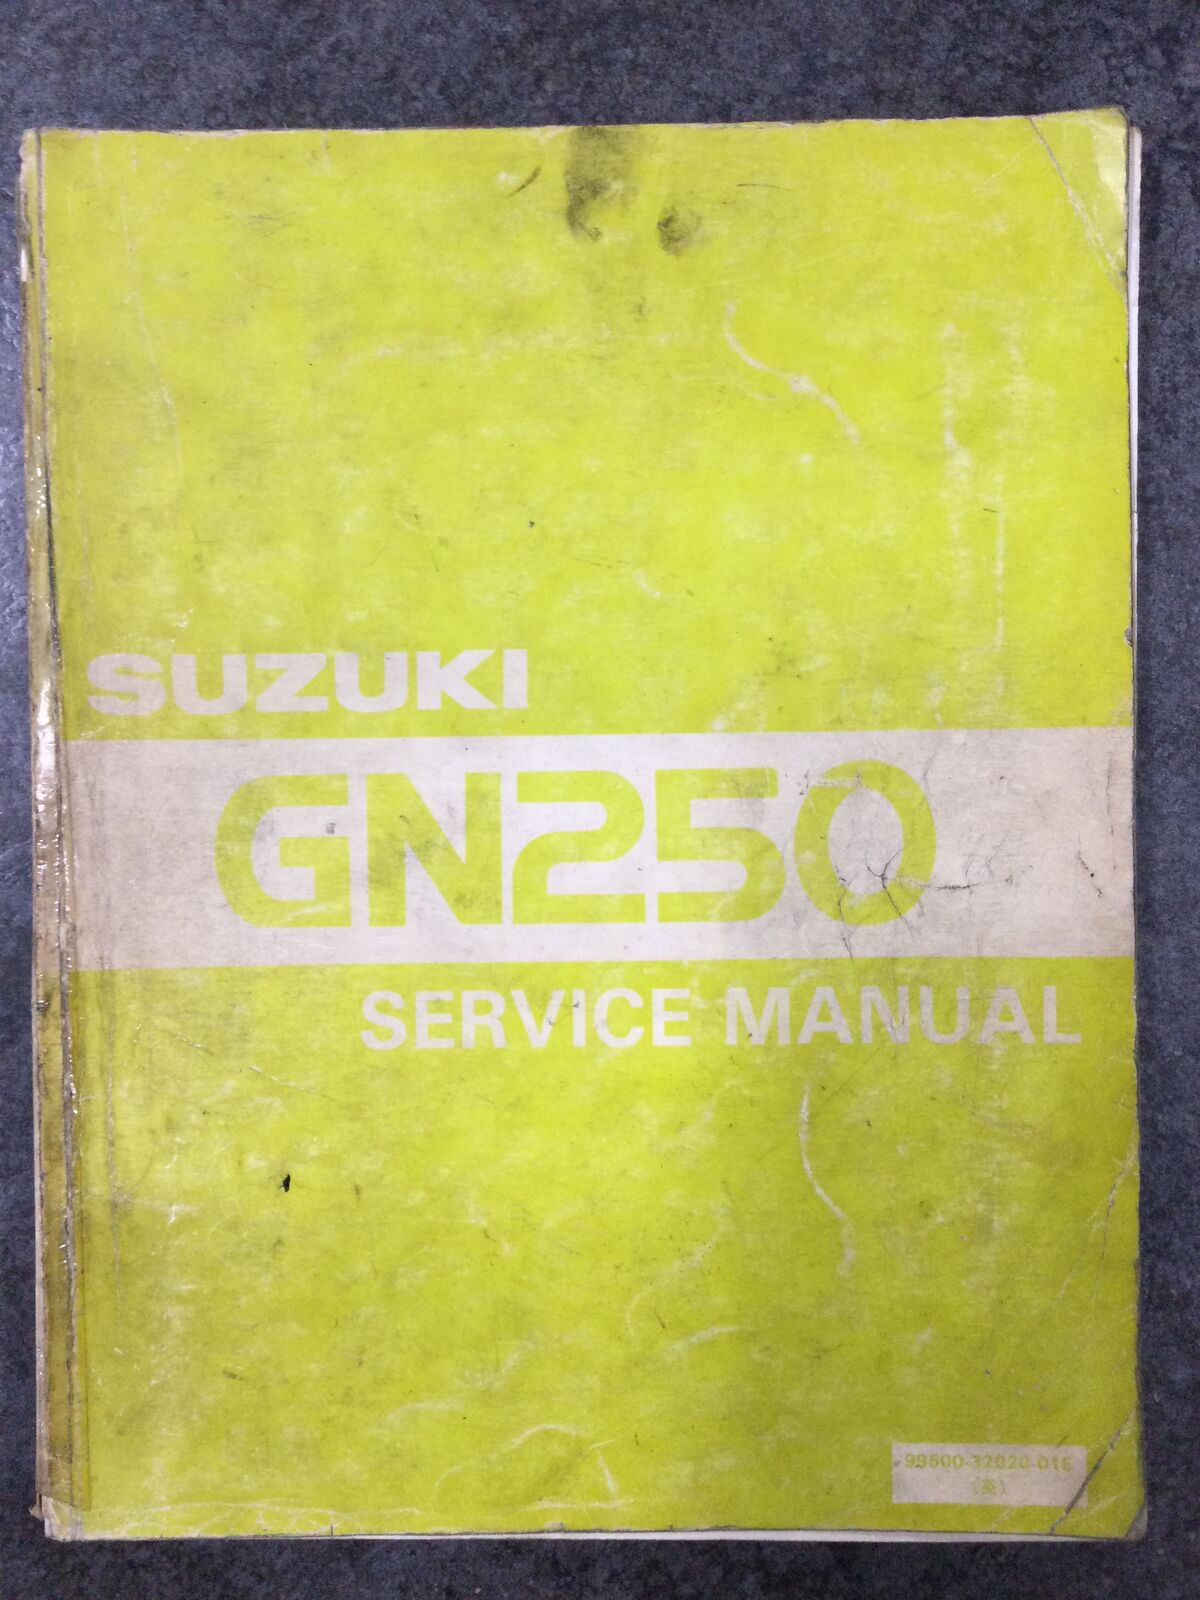 SUZUKI
GN250
SERVICE MANUAL
99500-32020-01E
(英)